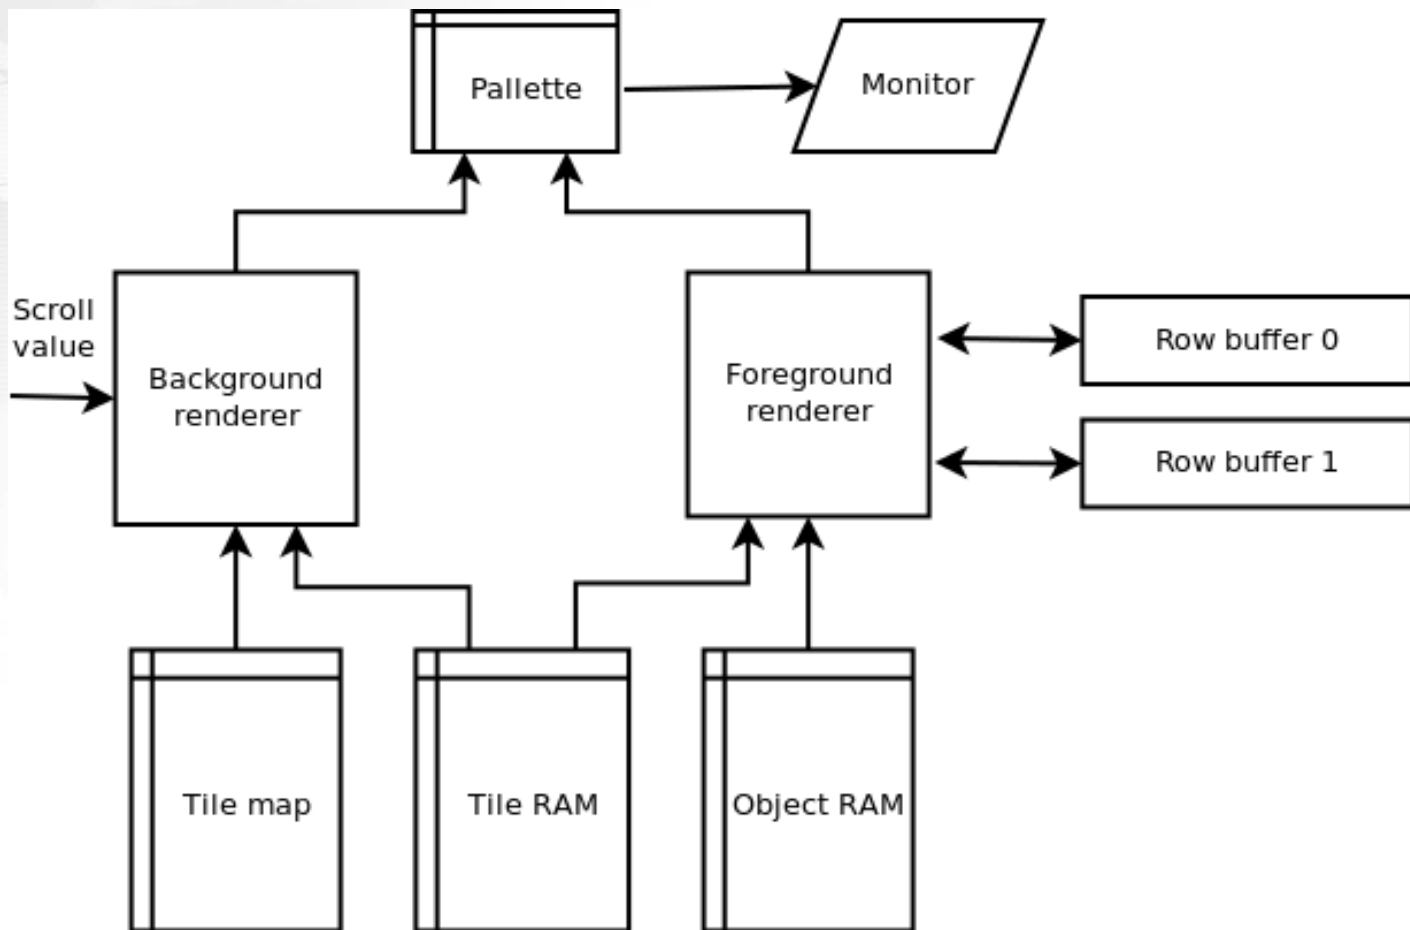 Pallette
Monitor
Scroll
value
Background
renderer
Foreground
renderer
Row buffer 0
Row buffer 1
Tile map
Tile RAM
Object RAM